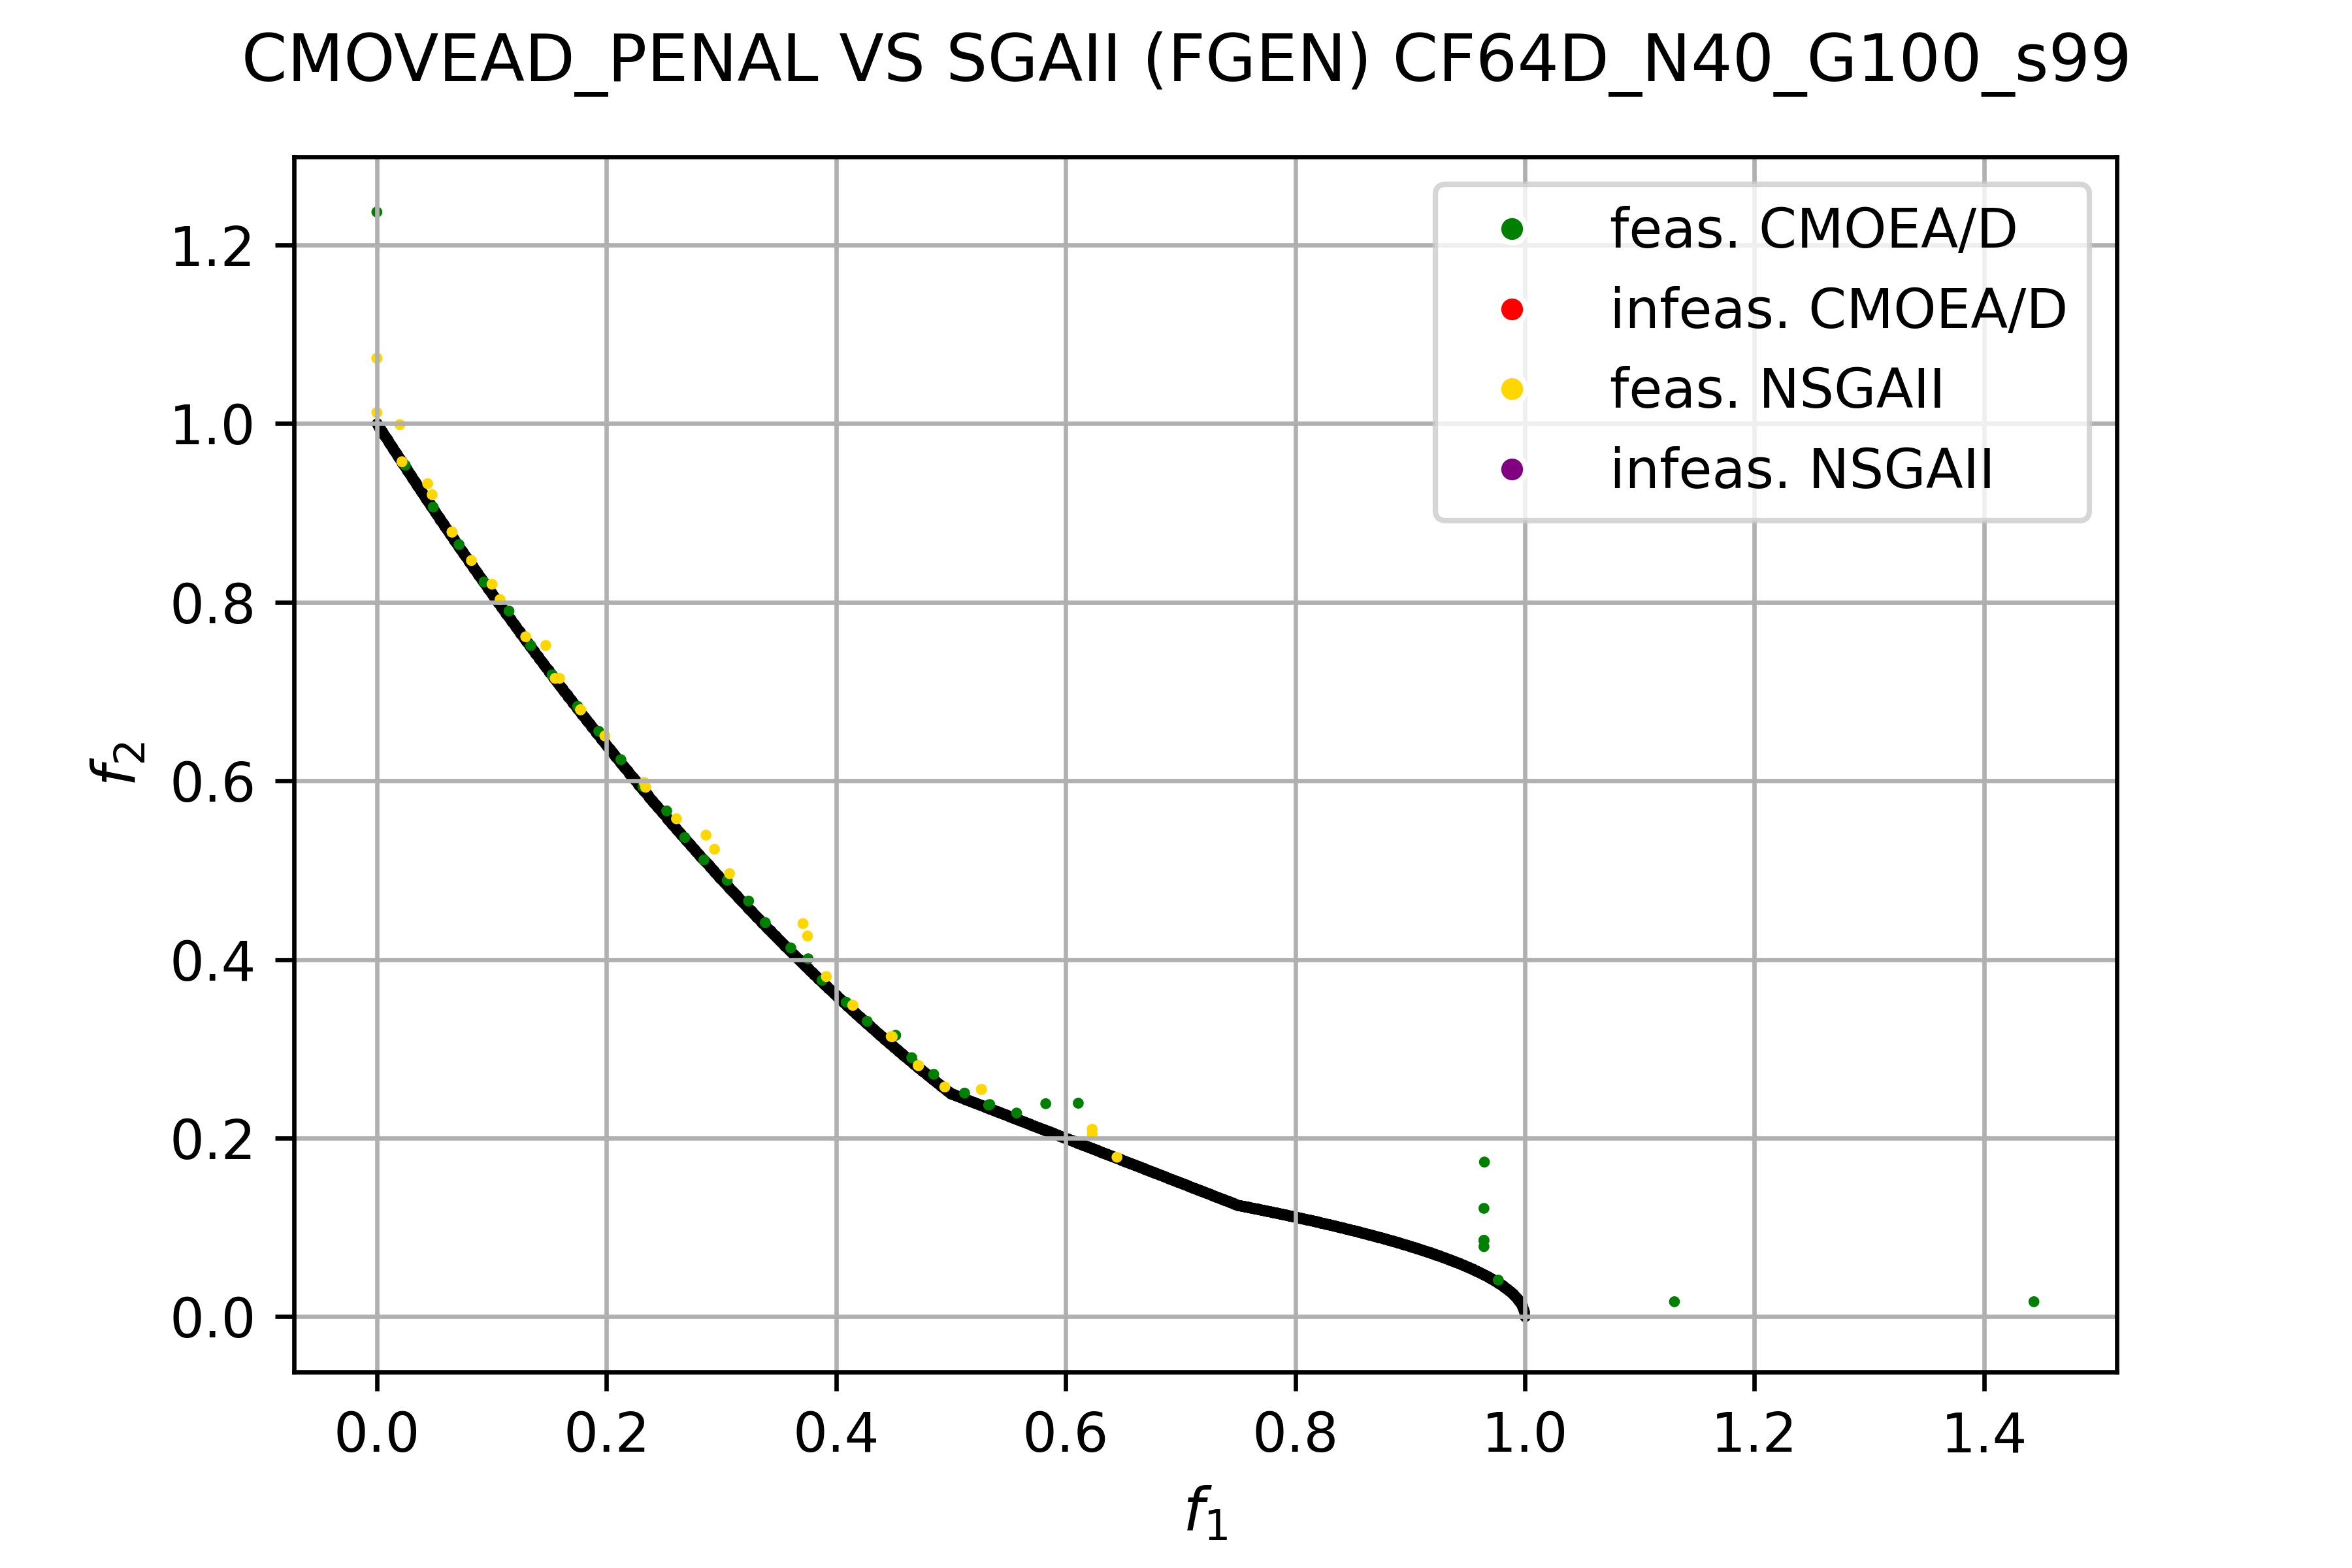 CMOVEAD_PENAL VS SGAII (FGEN) CF64D_N40_G100_s99
feas. CMOEA/D
infeas. CMOEA/D
feas. NSGAII
infeas. NSGAII
1.2
1.0
0.8
0.6
0.4
0.2
0.0
f2
0.0 0.2 0.4 0.6 0.8 1.0 1.2 1.4
f1